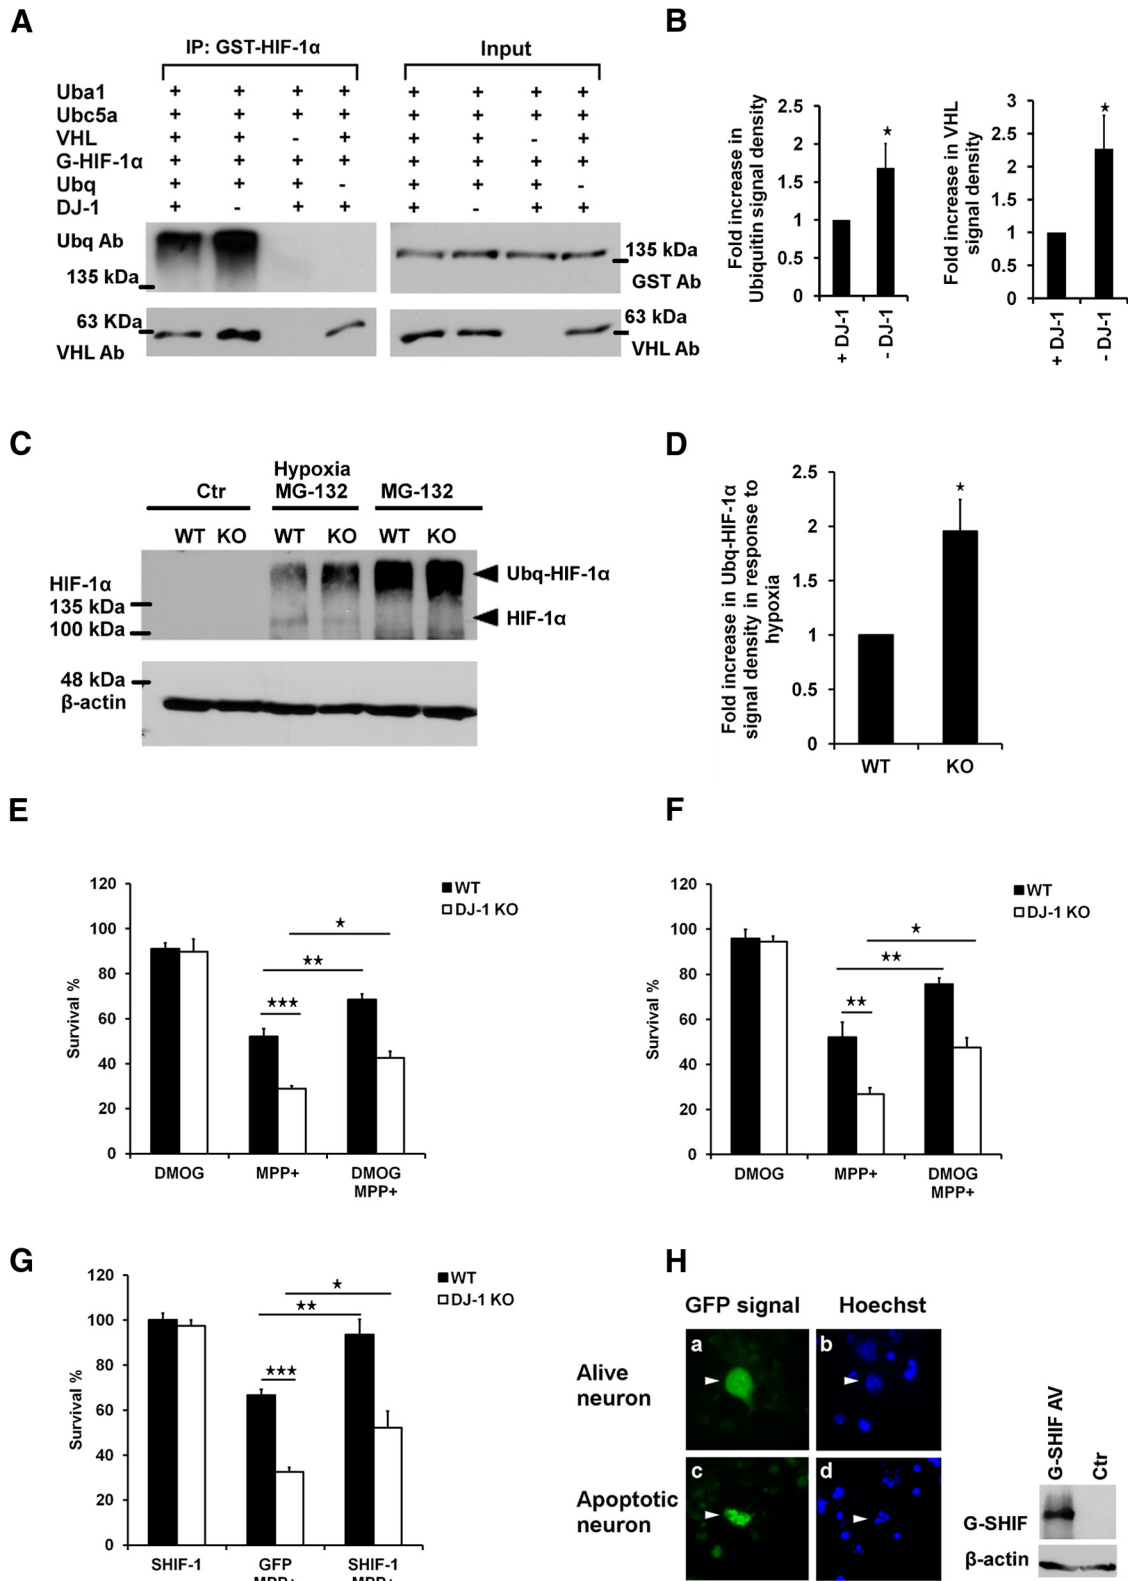 A
IP: GST-HIF-1α
Input
Uba1 + + + + + + + +
Ubc5a + + + + + + + +
VHL + + - + + + - +
G-HIF-1α + + + + + + + +
Ubq + + + - + + + -
DJ-1 + - + + + - + +
Ubq Ab
135 kDa
135 kDa
GST Ab
63 KDa
VHL Ab
63 kDa
VHL Ab
B
Fold increase in
Ubiquitin signal density
2.5
2
1.5
1
0.5
0
+ DJ-1
- DJ-1
★
Fold increase in VHL
signal density
3
2.5
2
1.5
1
0.5
0
+ DJ-1
- DJ-1
★
C
Ctr
Hypoxia
MG-132
MG-132
WT KO WT KO WT KO
HIF-1α
135 kDa
100 kDa
Ubq-HIF-1α
HIF-1α
48 kDa
β-actin
D
Fold increase in Ubq-HIF-1α
signal density in response to
hypoxia
2.5
2
1.5
1
0.5
0
WT KO
★
E
Survival %
120
100
80
60
40
20
0
WT
DJ-1 KO
★
★★
★★★
DMOG
MPP+
DMOG
MPP+
F
Survival %
120
100
80
60
40
20
0
WT
DJ-1 KO
★
★★
★★
DMOG
MPP+
DMOG
MPP+
G
Survival %
120
100
80
60
40
20
0
WT
DJ-1 KO
★
★★
★★★
SHIF-1
GFP
MPP+
SHIF-1
MPP+
H
GFP signal
Hoechst
Alive
neuron
a
b
Apoptotic
neuron
c
d
G-SHIF AV
Ctr
G-SHIF
β-actin